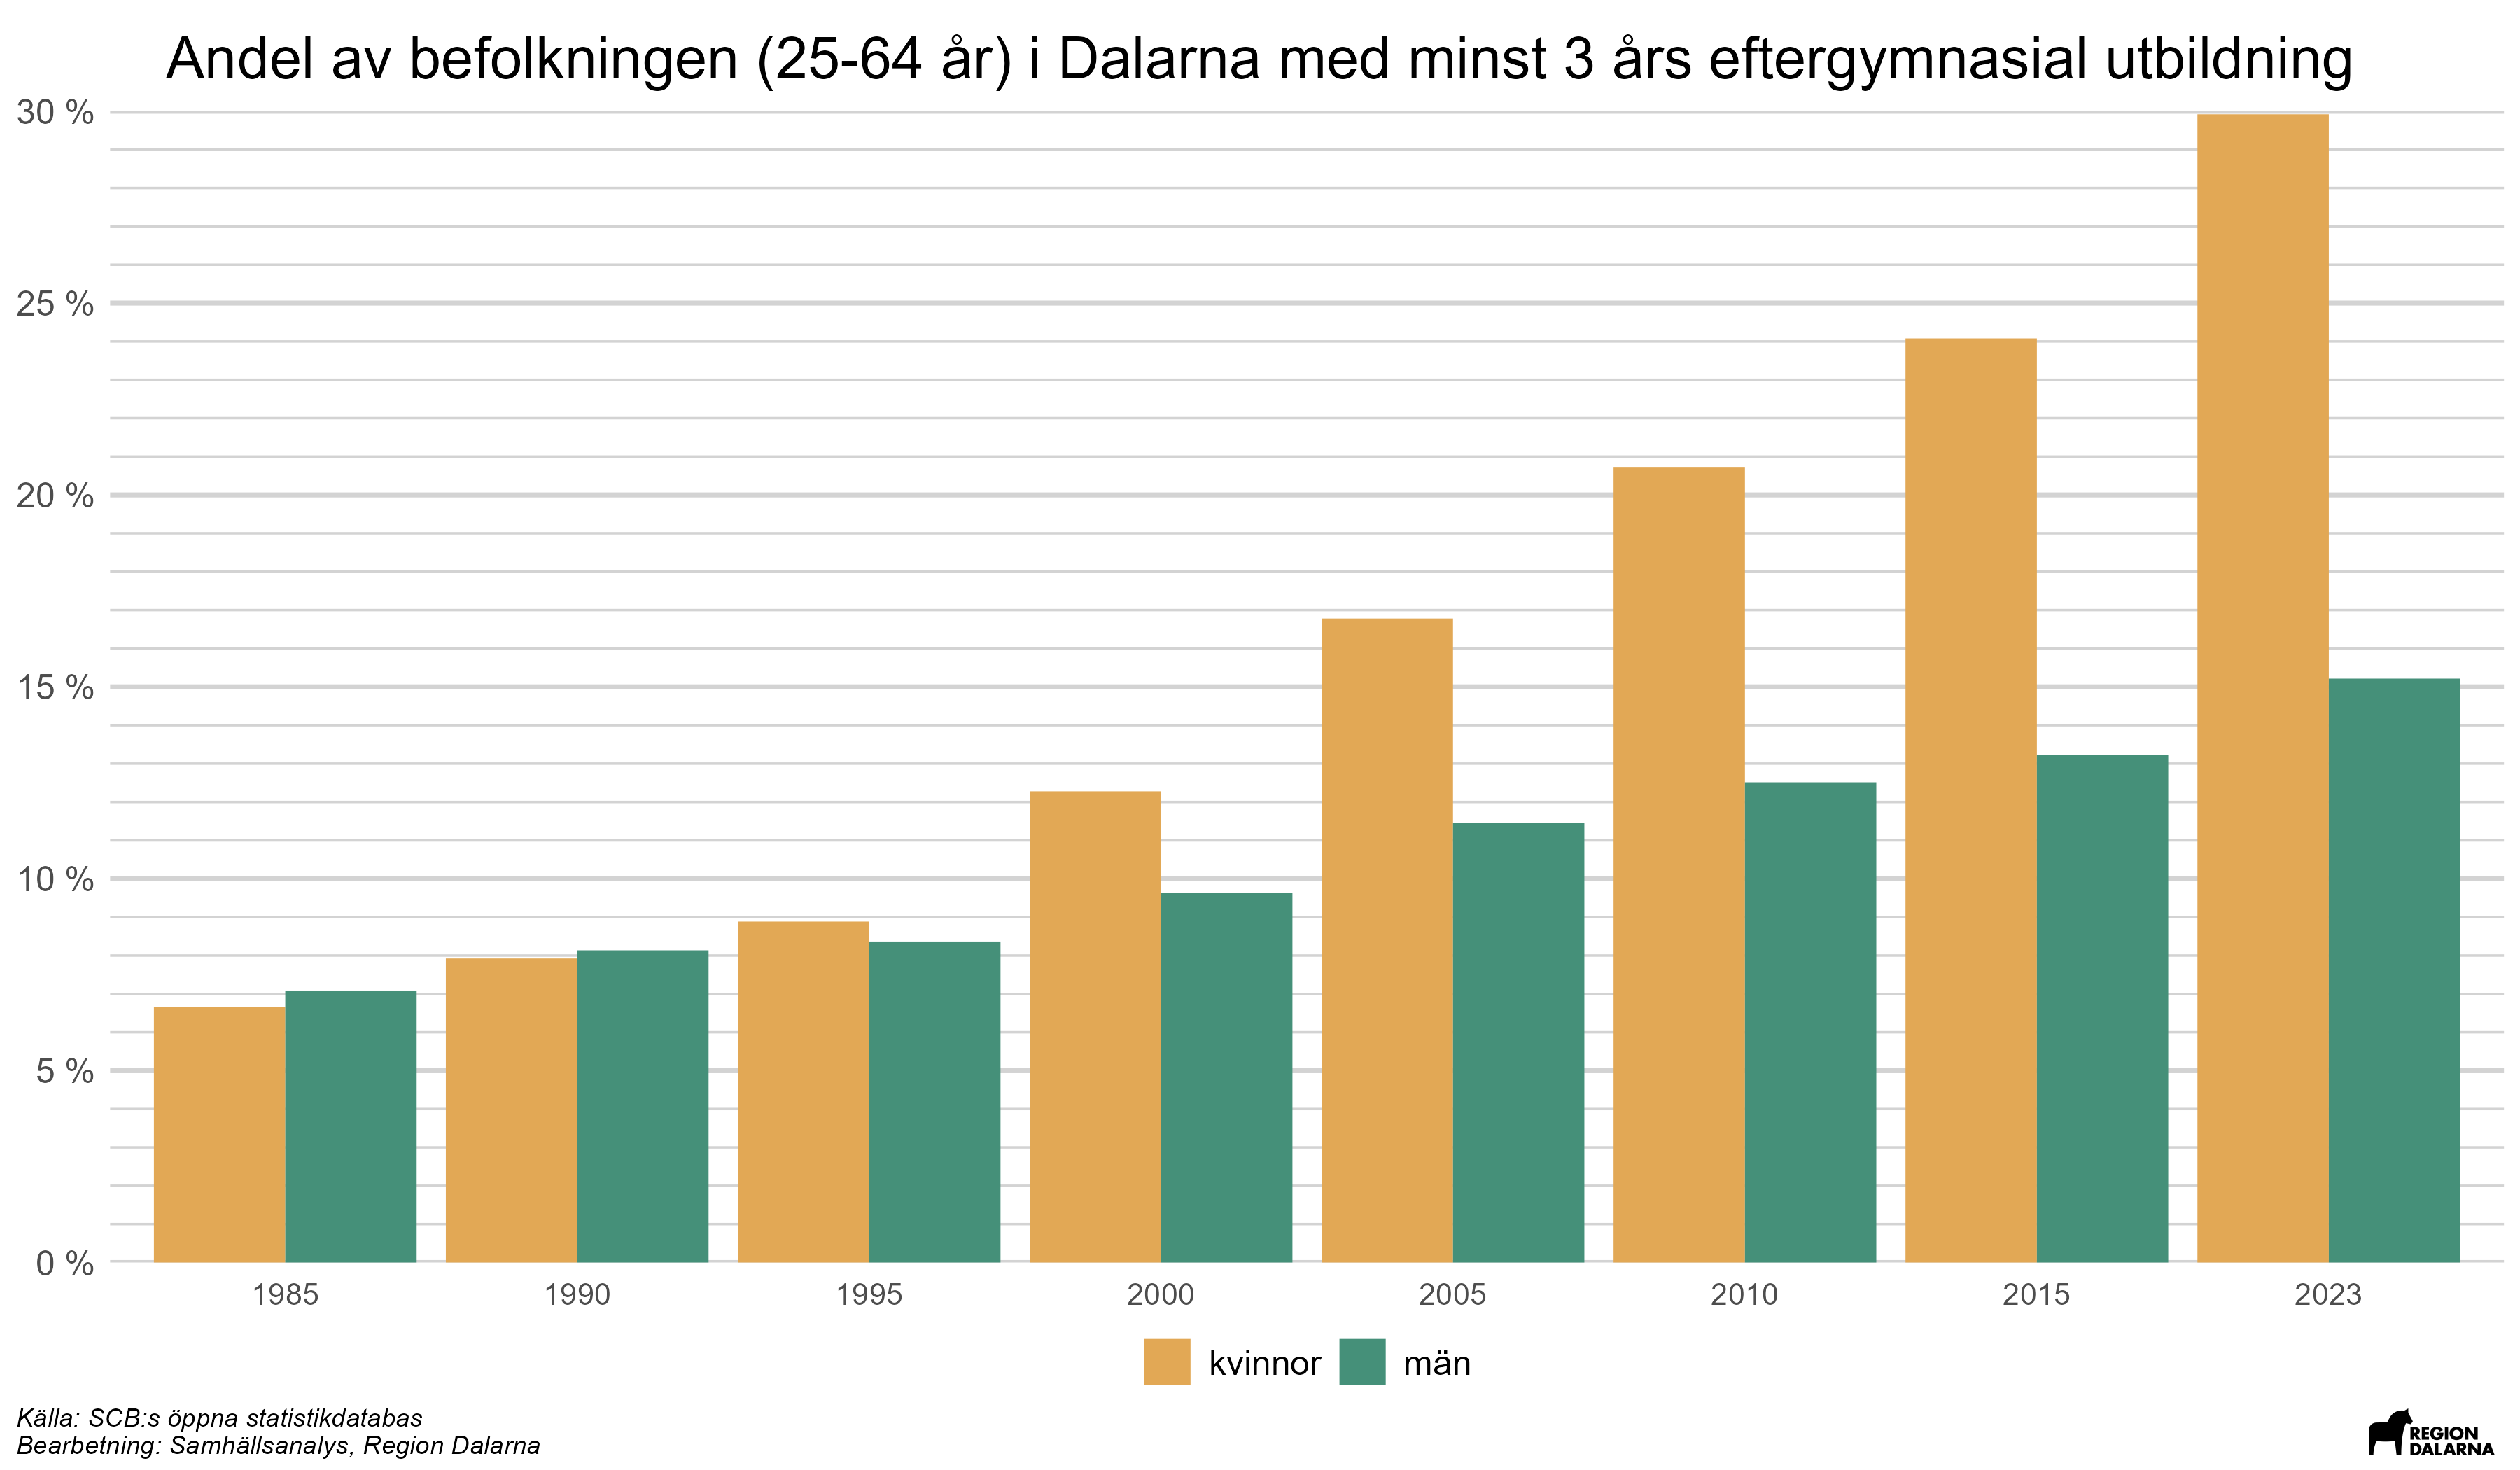 Andel av befolkningen (25-64 år) i Dalarna med minst 3 års eftergymnasial utbildning
30 %
25 %
20 %
15 %
10 %
5 %
0 %
1985 1990 1995 2000 2005 2010 2015 2023
kvinnor män
Källa: SCB:s öppna statistikdatabas
Bearbetning: Samhällsanalys, Region Dalarna
REGION
DALARNA